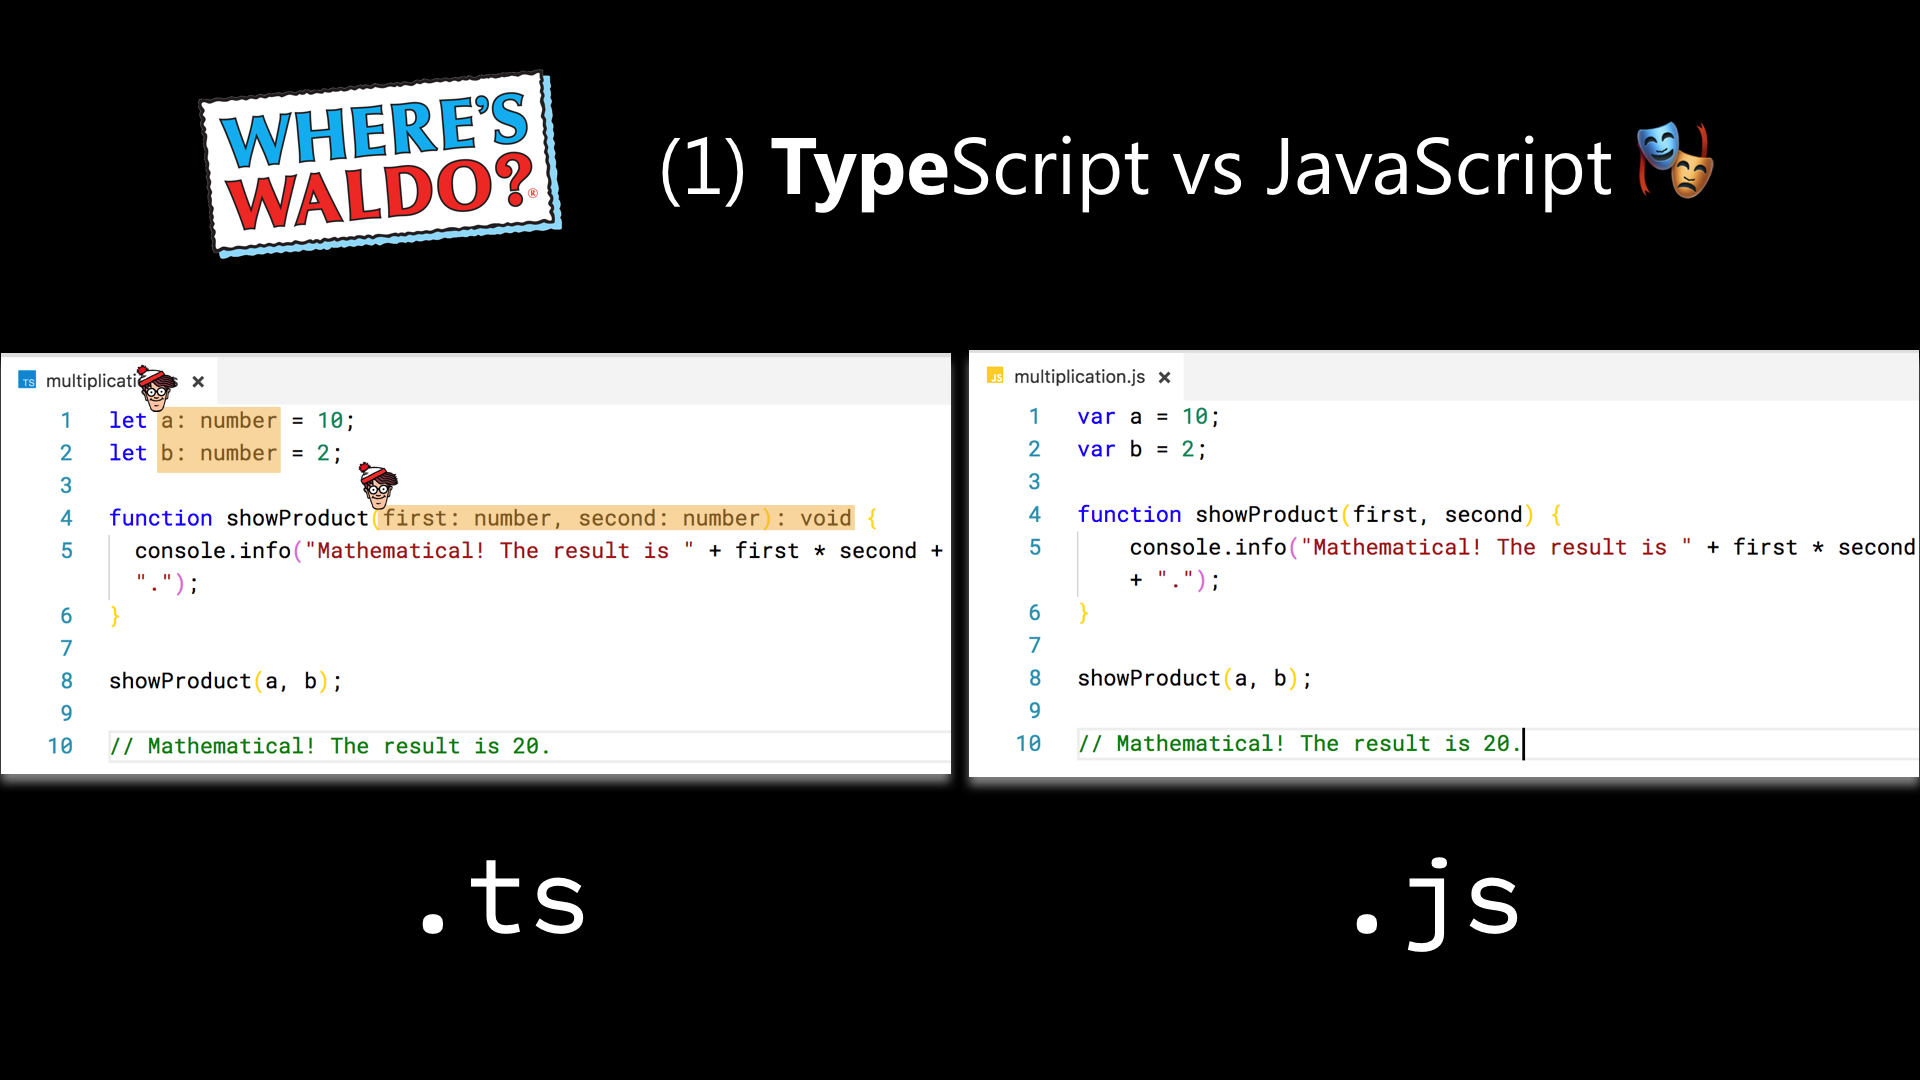 WHERE'S
WALDO?®
(1) TypeScript vs JavaScript
TS multiplicati
1 let a: number = 10;
2 let b: number = 2;
3
4 function showProduct(first: number, second: number): void {
5 console.info("Mathematical! The result is " + first * second +
".");
6 }
7
8 showProduct(a, b);
9
10 // Mathematical! The result is 20.
JS multiplication.js
1 var a = 10;
2 var b = 2;
3
4 function showProduct(first, second) {
5 console.info("Mathematical! The result is " + first * second
+ ".");
6 }
7
8 showProduct(a, b);
9
10 // Mathematical! The result is 20.
.ts
.js